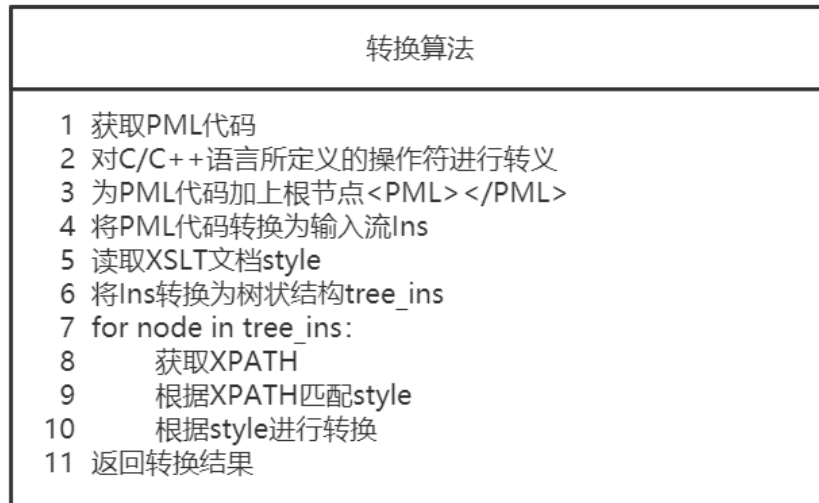 转换算法
1 获取PML代码
2 对C/C++语言所定义的操作符进行转义
3 为PML代码加上根节点<PML></PML>
4 将PML代码转换为输入流Ins
5 读取XSLT文档style
6 将Ins转换为树状结构tree_ins
7 for node in tree_ins:
8 获取XPATH
9 根据XPATH匹配style
10 根据style进行转换
11 返回转换结果